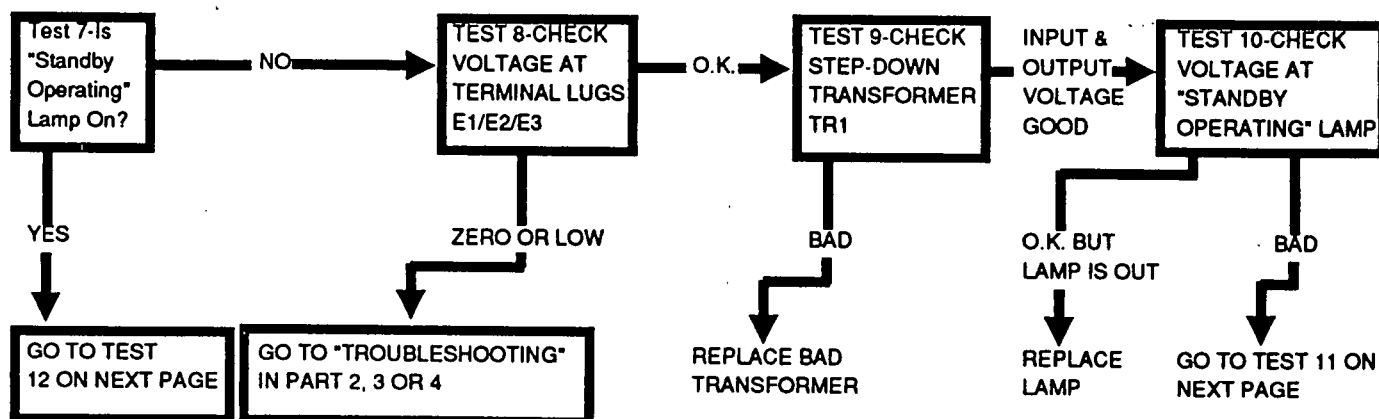 Test 7-Is
"Standby
Operating"
Lamp On?
NO
TEST 8-CHECK
VOLTAGE AT
TERMINAL LUGS
E1/E2/E3
O.K.
TEST 9-CHECK
STEP-DOWN
TRANSFORMER
TR1
INPUT &
OUTPUT
VOLTAGE
GOOD
TEST 10-CHECK
VOLTAGE AT
"STANDBY
OPERATING" LAMP
YES
ZERO OR LOW
BAD
O.K. BUT
LAMP IS OUT
BAD
GO TO TEST
12 ON NEXT PAGE
GO TO "TROUBLESHOOTING"
IN PART 2, 3 OR 4
REPLACE BAD
TRANSFORMER
REPLACE
LAMP
GO TO TEST 11 ON
NEXT PAGE